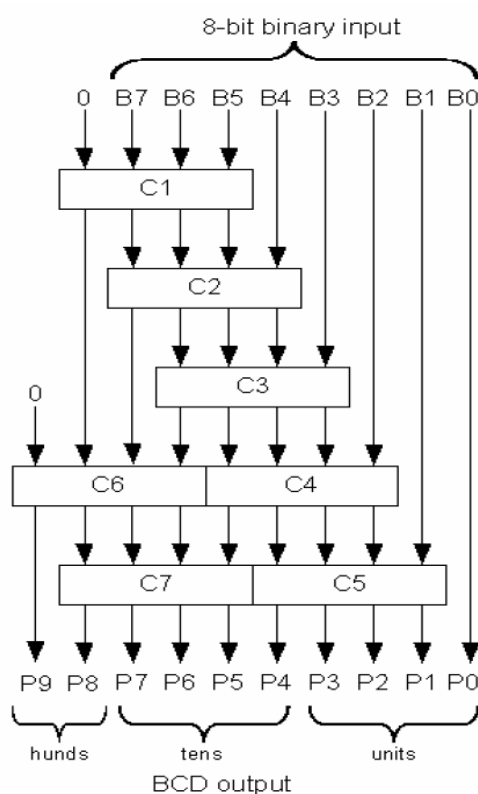 8-bit binary input
0 B7 B6 B5 B4 B3 B2 B1 B0
C1
C2
C3
0
C6 C4
C7 C5
P9 P8 P7 P6 P5 P4 P3 P2 P1 P0
hunds tens units
BCD output